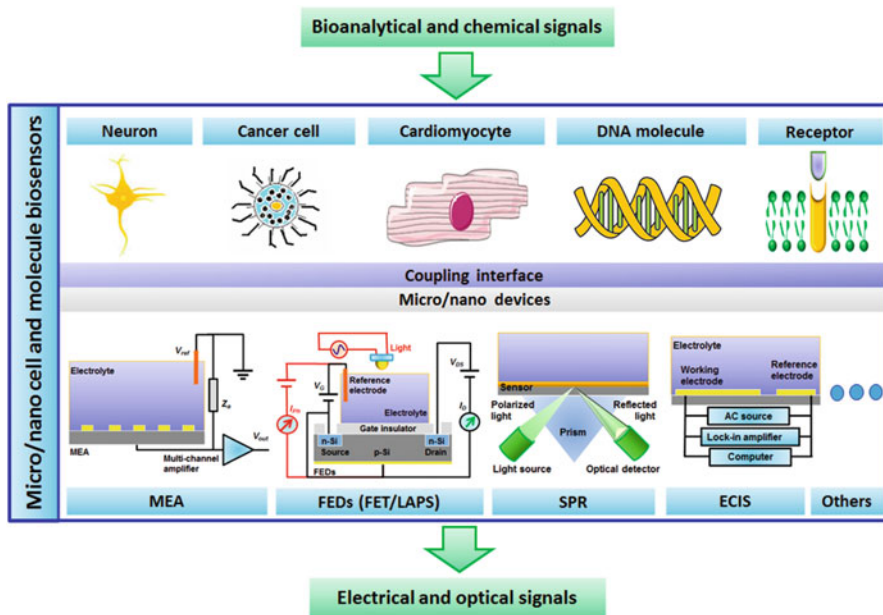 Bioanalytical and chemical signals
Micro/nano cell and molecule biosensors
Neuron
Cancer cell
Cardiomyocyte
DNA molecule
Receptor
Coupling interface
Micro/nano devices
Vref
Electrolyte
Ze
MEA
Multi-channel
amplifier
Vout
Light
VG
Reference
electrode
VDS
IPH
ID
Electrolyte
Gate insulator
n-Si
n-Si
Source
p-Si
Drain
FEDs
Sensor
Polarized
light
Reflected
light
Prism
Light source
Optical detector
Electrolyte
Working
electrode
Reference
electrode
AC source
Lock-in amplifier
Computer
MEA
FEDs (FET/LAPS)
SPR
ECIS
Others
Electrical and optical signals